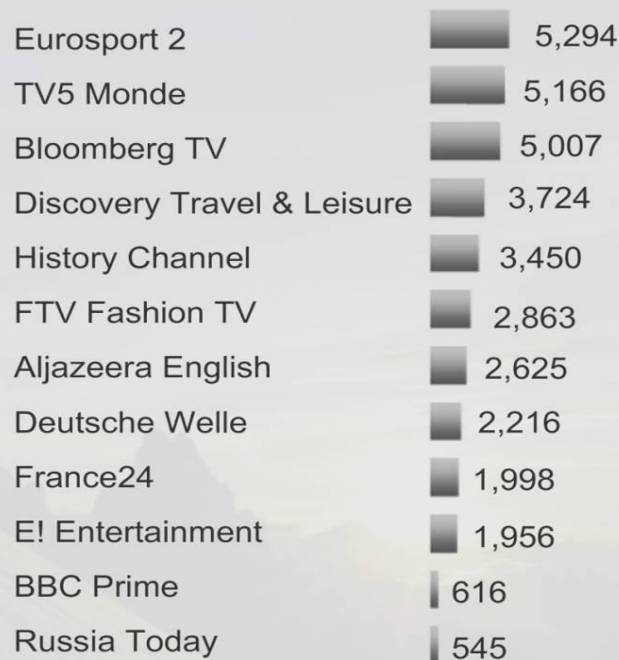 Eurosport 2 5,294
TV5 Monde 5,166
Bloomberg TV 5,007
Discovery Travel & Leisure 3,724
History Channel 3,450
FTV Fashion TV 2,863
Aljazeera English 2,625
Deutsche Welle 2,216
France24 1,998
E! Entertainment 1,956
BBC Prime 616
Russia Today 545